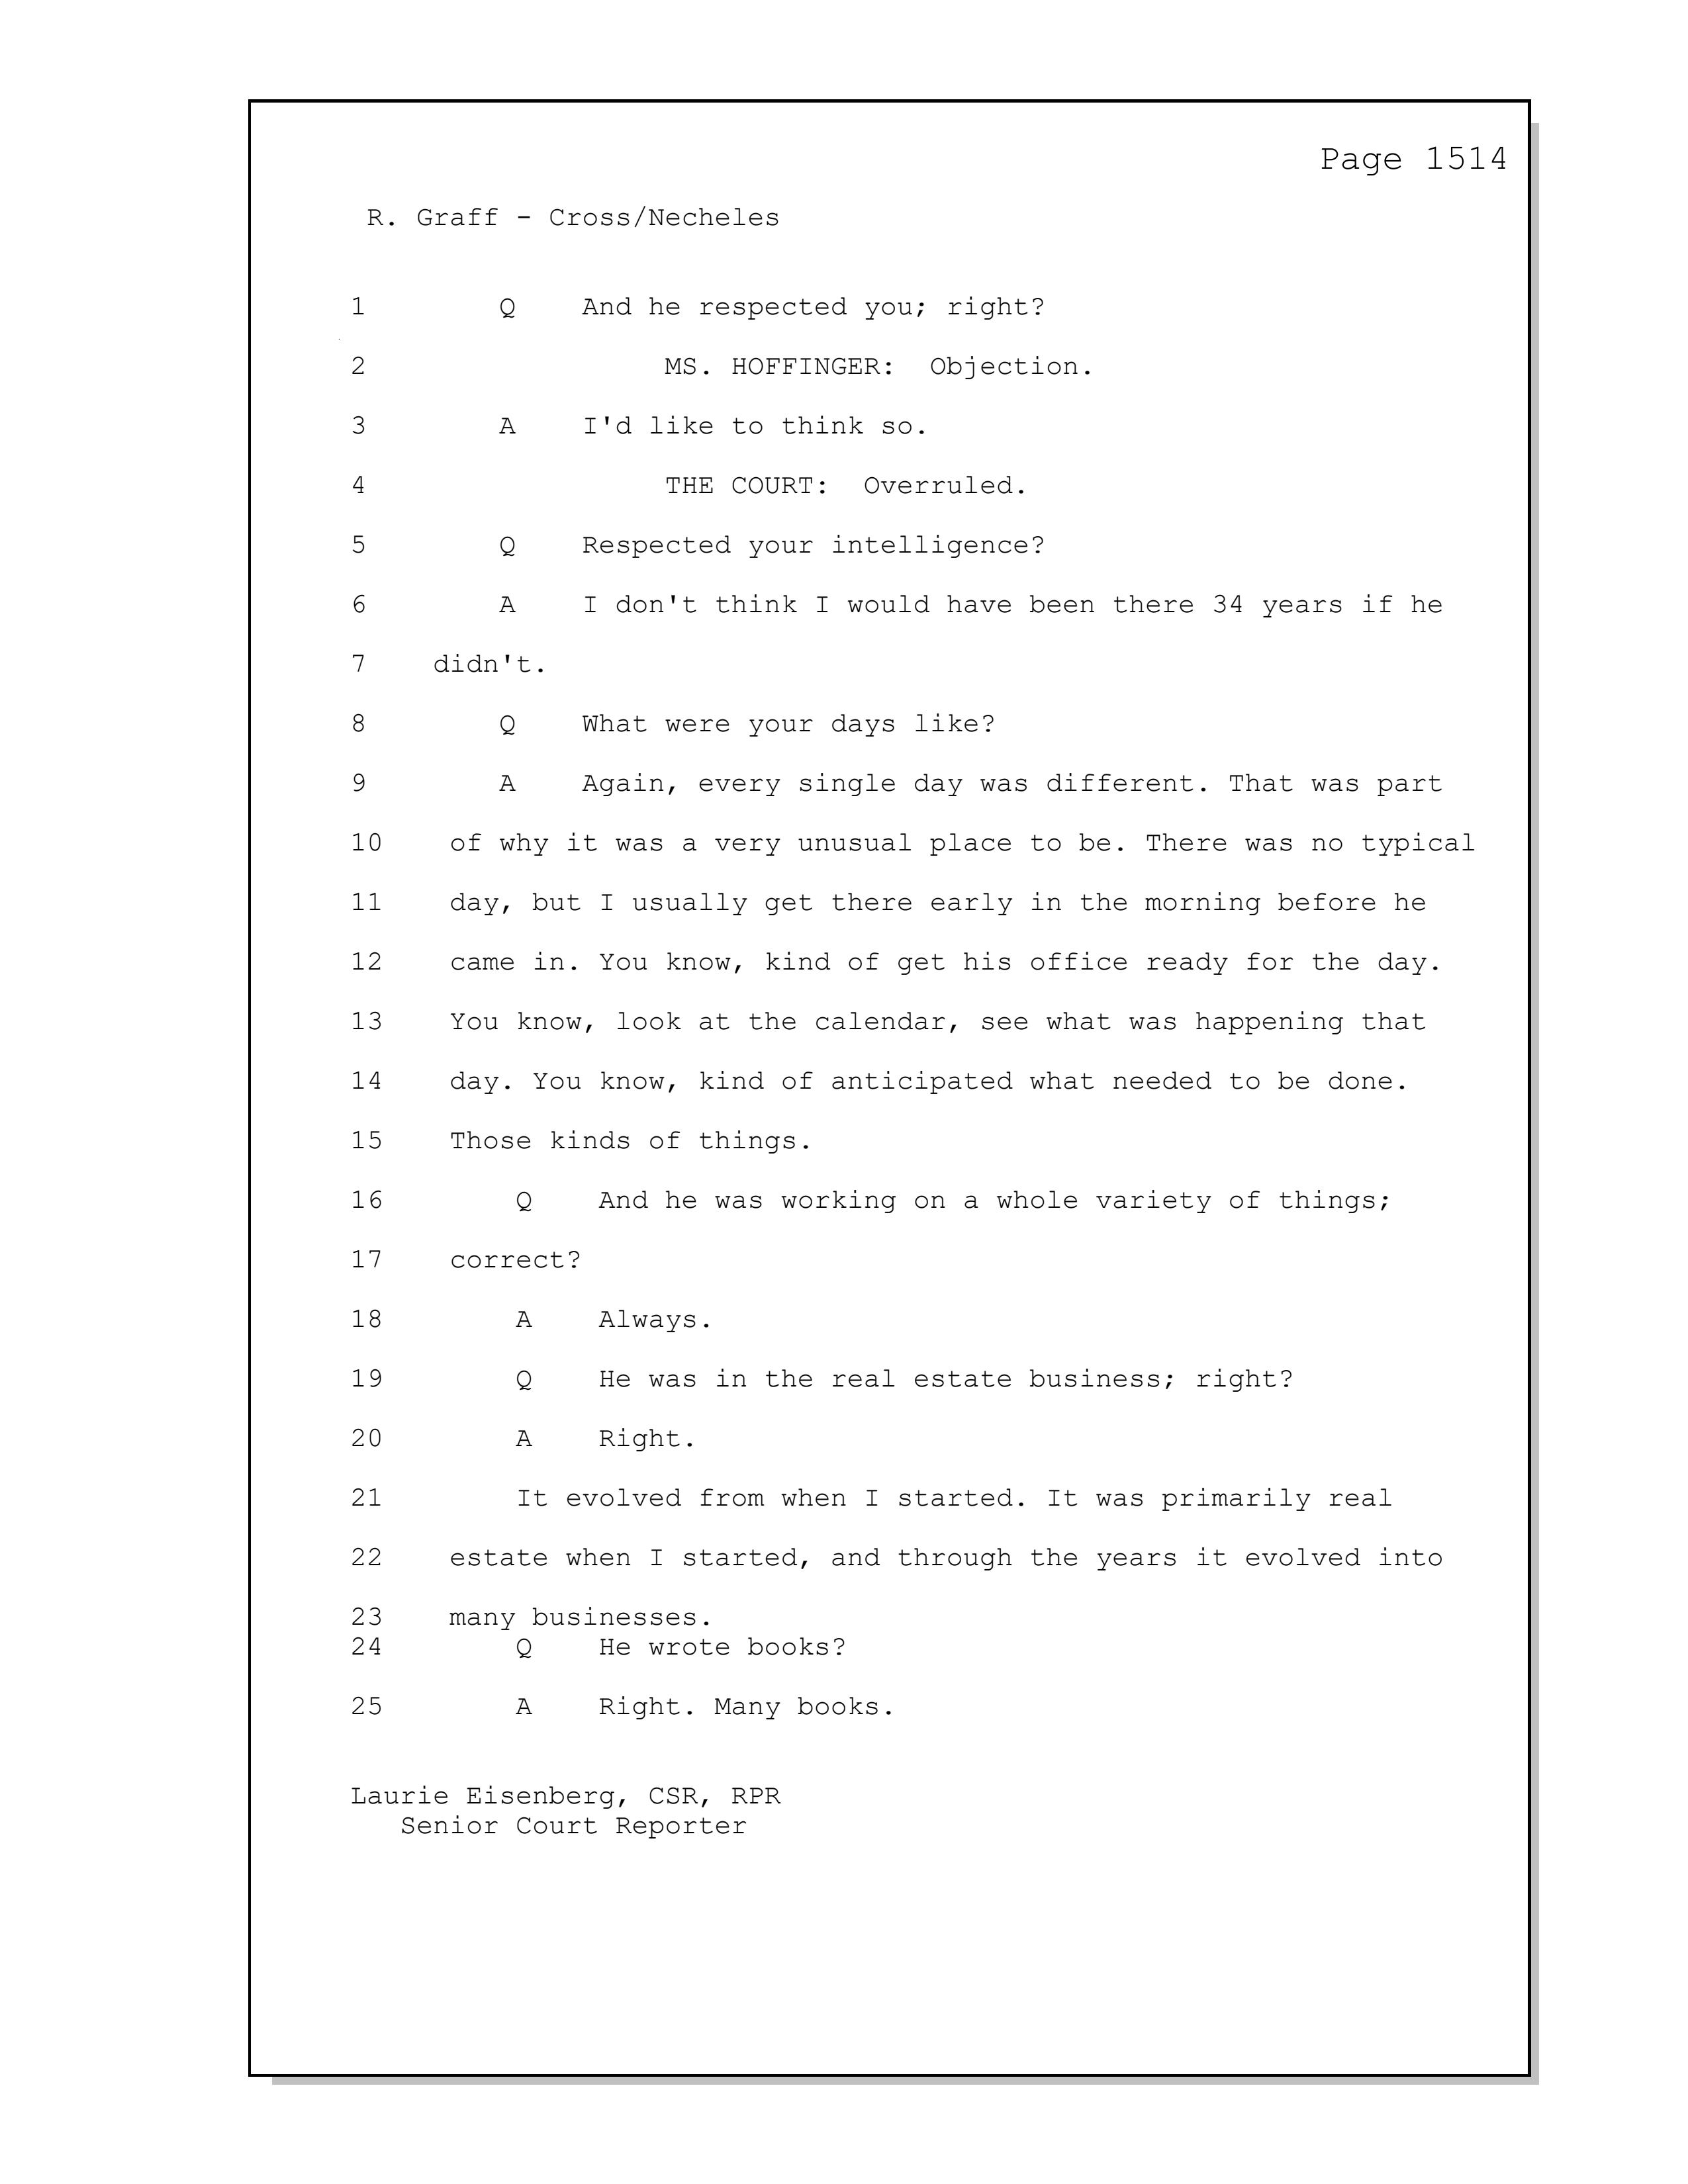 Page 1514
R. Graff - Cross/Necheles
1 Q And he respected you; right?
2 MS. HOFFINGER: Objection.
3 A I'd like to think so.
4 THE COURT: Overruled.
5 Q Respected your intelligence?
6 A I don't think I would have been there 34 years if he
7 didn't.
8 Q What were your days like?
9 A Again, every single day was different. That was part
10 of why it was a very unusual place to be. There was no typical
11 day, but I usually get there early in the morning before he
12 came in. You know, kind of get his office ready for the day.
13 You know, look at the calendar, see what was happening that
14 day. You know, kind of anticipated what needed to be done.
15 Those kinds of things.
16 Q And he was working on a whole variety of things;
17 correct?
18 A Always.
19 Q He was in the real estate business; right?
20 A Right.
21 It evolved from when I started. It was primarily real
22 estate when I started, and through the years it evolved into
23 many businesses.
24 Q He wrote books?
25 A Right. Many books.
Laurie Eisenberg, CSR, RPR
Senior Court Reporter